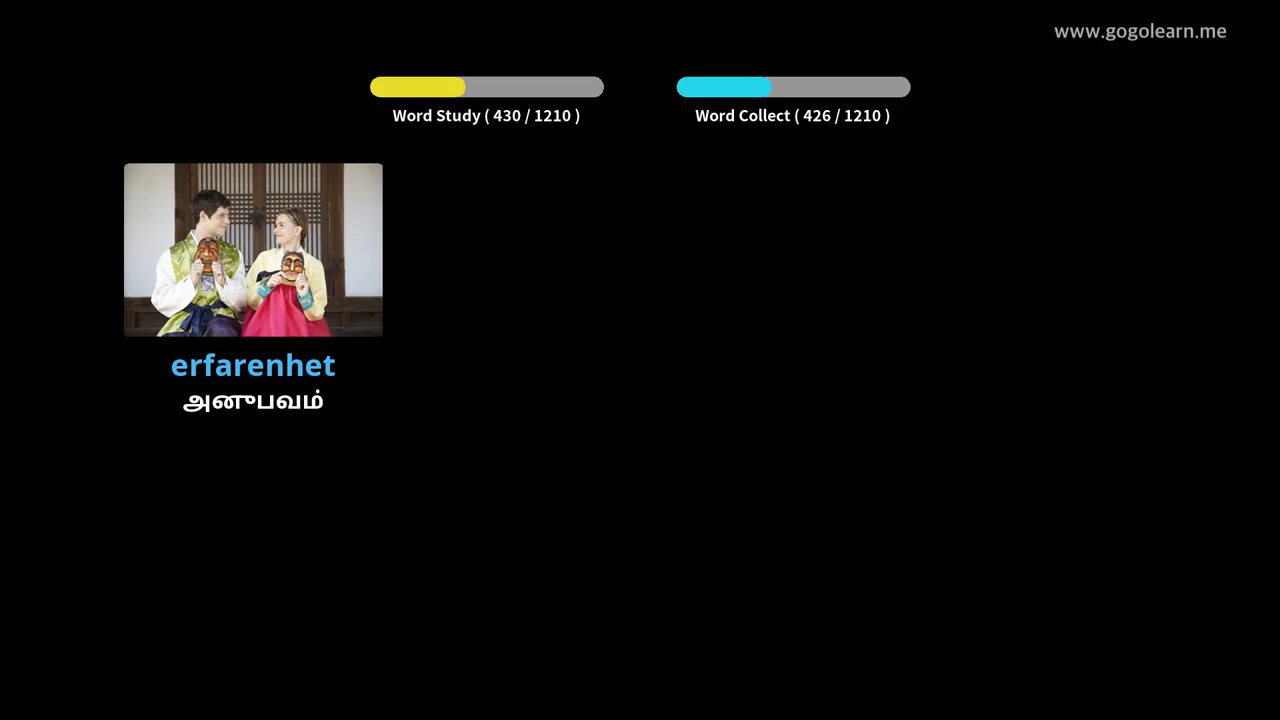 www.gogolearn.me
Word Study ( 430 / 1210 )
Word Collect ( 426 / 1210 )
erfarenhet
அனுபவம்